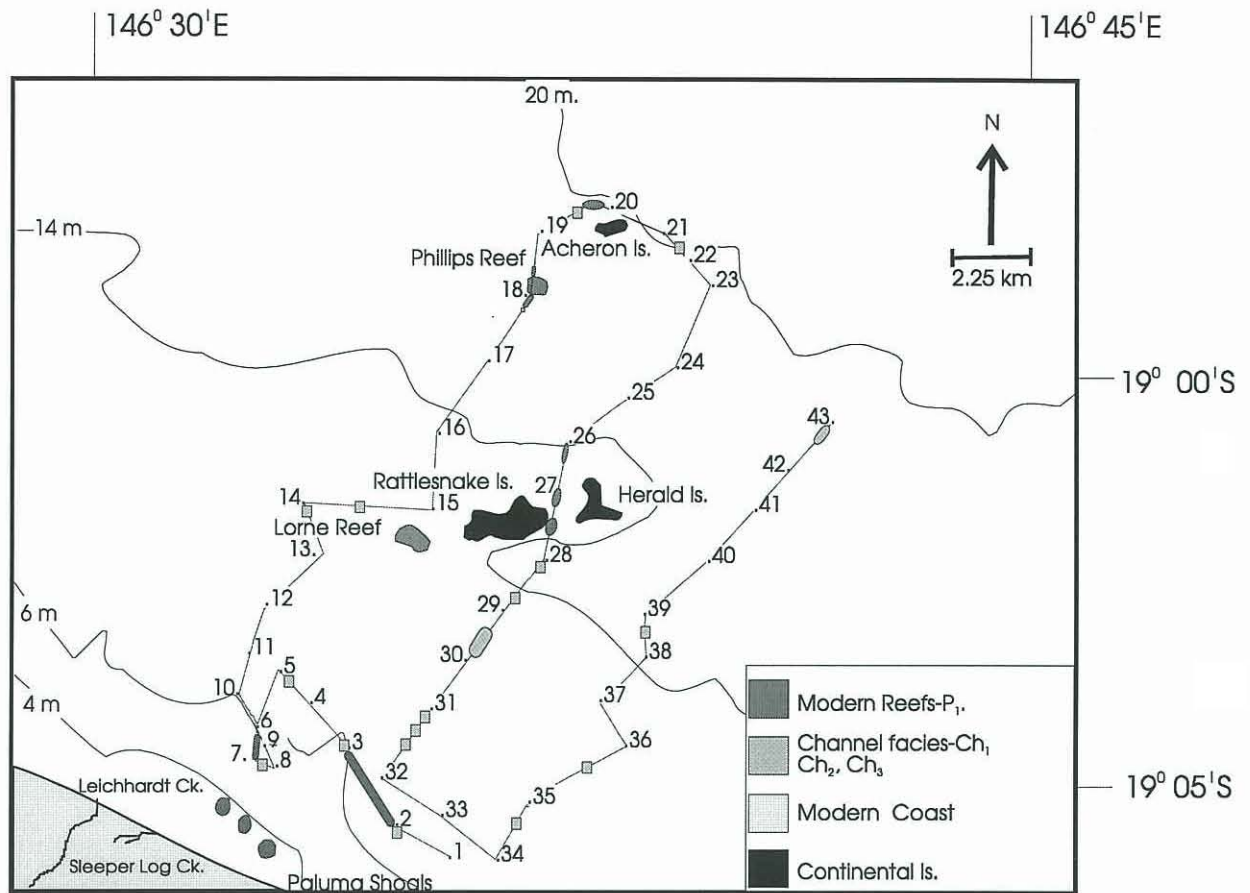 146⁰ 30ᴵE
146⁰ 45ᴵE
20 m.
N
2.25 km
14 m
.20
.19
.21
Acheron Is.
.22
Phillips Reef
.23
18.
.17
.24
19⁰ 00ᴵS
.25
.16
.26
43.
42.
Rattlesnake Is.
27
Herald Is.
14.
.15
.41
Lorne Reef
13.
.28
.40
.12
29.
.39
6 m
.11
30.
.38
.5
10
.4
.31
.37
4 m
6
.9
.3
.36
7.
.8
32
Leichhardt Ck.
.35
.33
.2
1
.34
Sleeper Log Ck.
Paluma Shoals
Modern Reefs-P₁.
Channel facies-Ch₁
Ch₂, Ch₃
Modern Coast
Continental Is.
19⁰ 05ᴵS